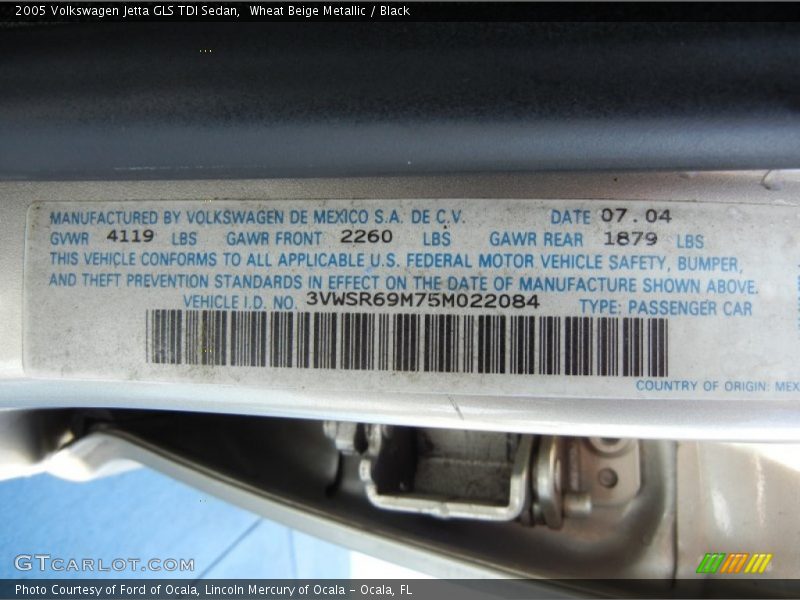 2005 Volkswagen Jetta GLS TDI Sedan,  Wheat Beige Metallic / Black
MANUFACTURED BY VOLKSWAGEN DE MEXICO S.A. DE C.V. DATE 07.04
GVWR 4119 LBS GAWR FRONT 2260 LBS GAWR REAR 1879 LBS
THIS VEHICLE CONFORMS TO ALL APPLICABLE U.S. FEDERAL MOTOR VEHICLE SAFETY, BUMPER,
AND THEFT PREVENTION STANDARDS IN EFFECT ON THE DATE OF MANUFACTURE SHOWN ABOVE.
VEHICLE I.D. NO. 3VWSR69M75M022084 TYPE: PASSENGER CAR
COUNTRY OF ORIGIN: MEX
GTCARLOT.COM
Photo Courtesy of Ford of Ocala, Lincoln Mercury of Ocala - Ocala, FL